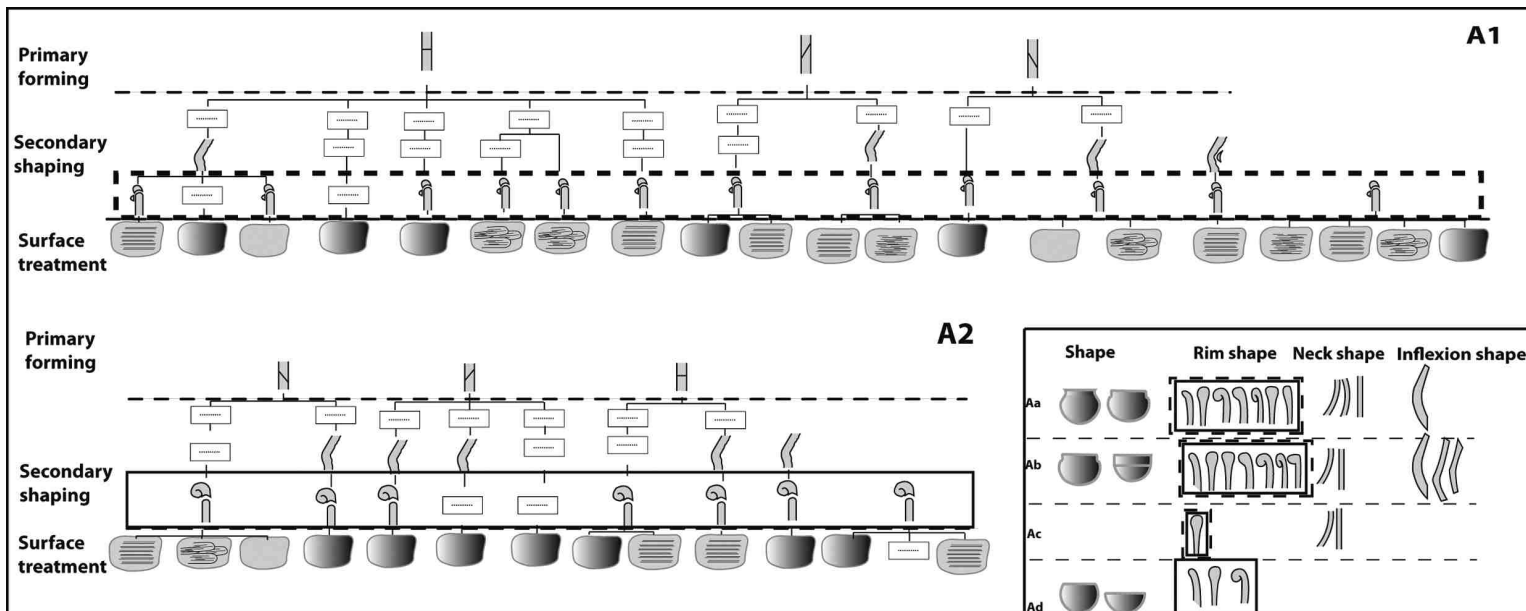 A1
Primary
forming
Secondary
shaping
Surface
treatment
A2
Primary
forming
Secondary
shaping
Surface
treatment
Shape Rim shape Neck shape Inflexion shape
Aa
Ab
Ac
Ad